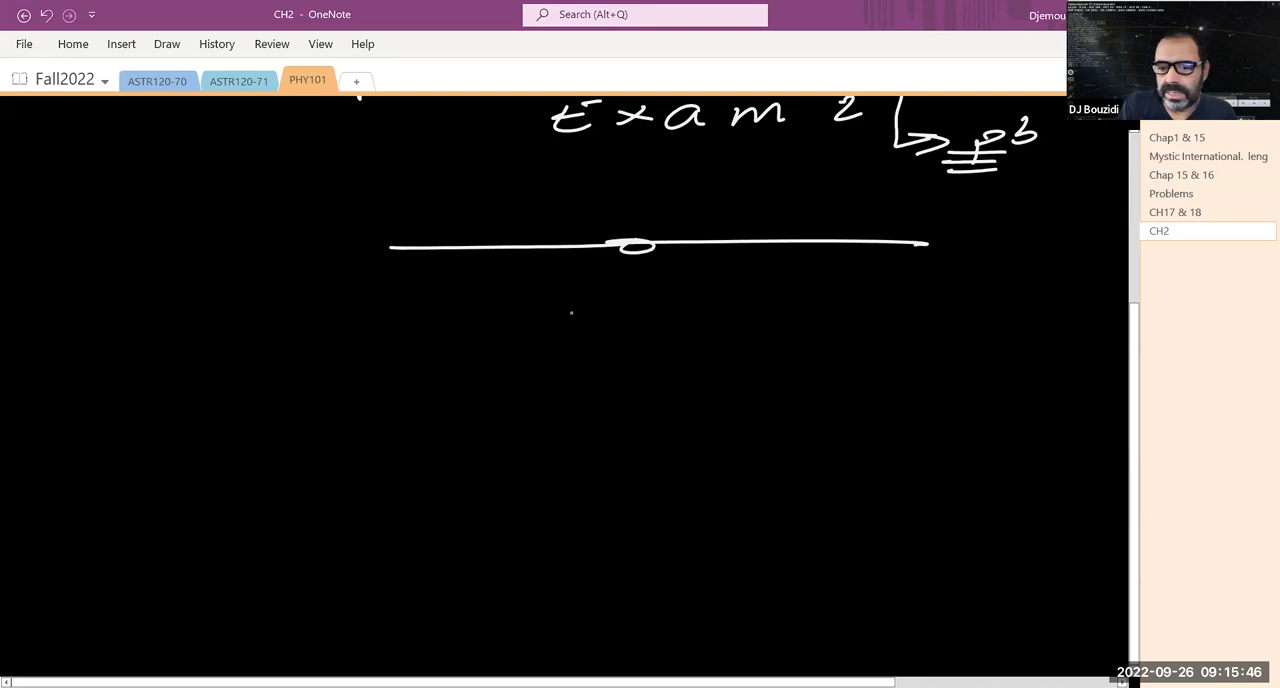 CH2 - OneNote
Search (Alt+Q)
Djemou
File Home Insert Draw History Review View Help
Fall2022 ASTR120-70 ASTR120-71 PHY101 +
DJ Bouzidi
Exam 2
Chap1 & 15
Mystic International. leng
Chap 15 & 16
Problems
CH17 & 18
CH2
2022-09-26 09:15:46